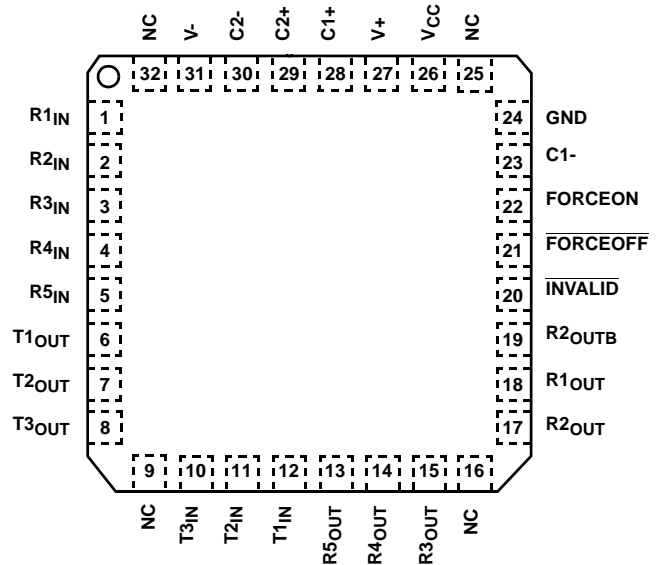 NC V- C2- C2+ C1+ V+ VCC NC
32 31 30 29 28 27 26 25
R1IN 1 24 GND
R2IN 2 23 C1-
R3IN 3 22 FORCEON
R4IN 4 21 FORCEOFF
R5IN 5 20 INVALID
T1OUT 6 19 R2OUTB
T2OUT 7 18 R1OUT
T3OUT 8 17 R2OUT
9 10 11 12 13 14 15 16
NC T3IN T2IN T1IN R5OUT R4OUT R3OUT NC